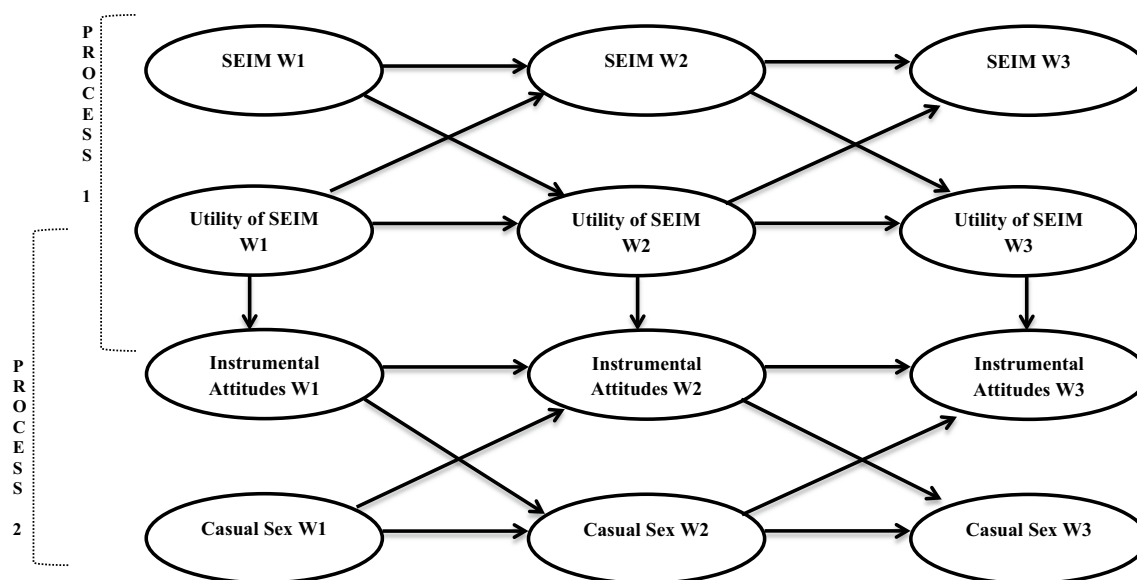 PROCESS 1
SEIM W1
SEIM W2
SEIM W3
Utility of SEIM
W1
Utility of SEIM
W2
Utility of SEIM
W3
PROCESS 2
Instrumental
Attitudes W1
Instrumental
Attitudes W2
Instrumental
Attitudes W3
Casual Sex W1
Casual Sex W2
Casual Sex W3